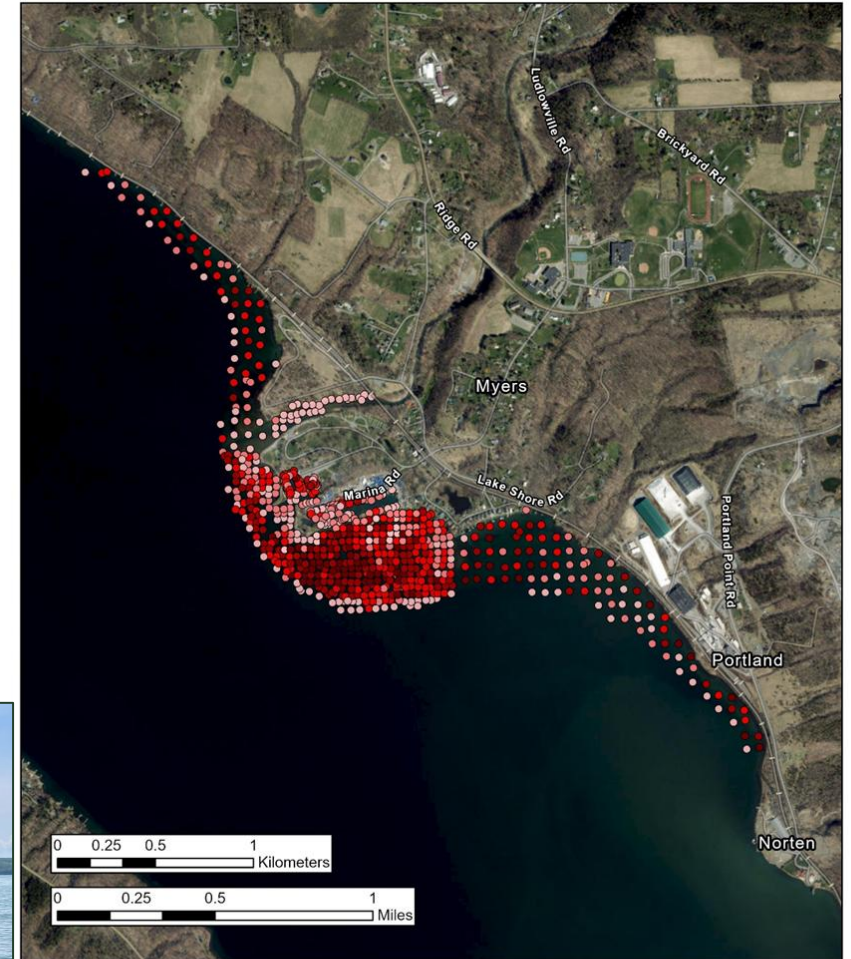 Ludlowville Rd
Brickyard Rd
Ridge Rd
Myers
Marina Rd
Lake Shore Rd
Portland Point Rd
Portland
Norten
0 0.25 0.5 1
Kilometers
0 0.25 0.5 1
Miles